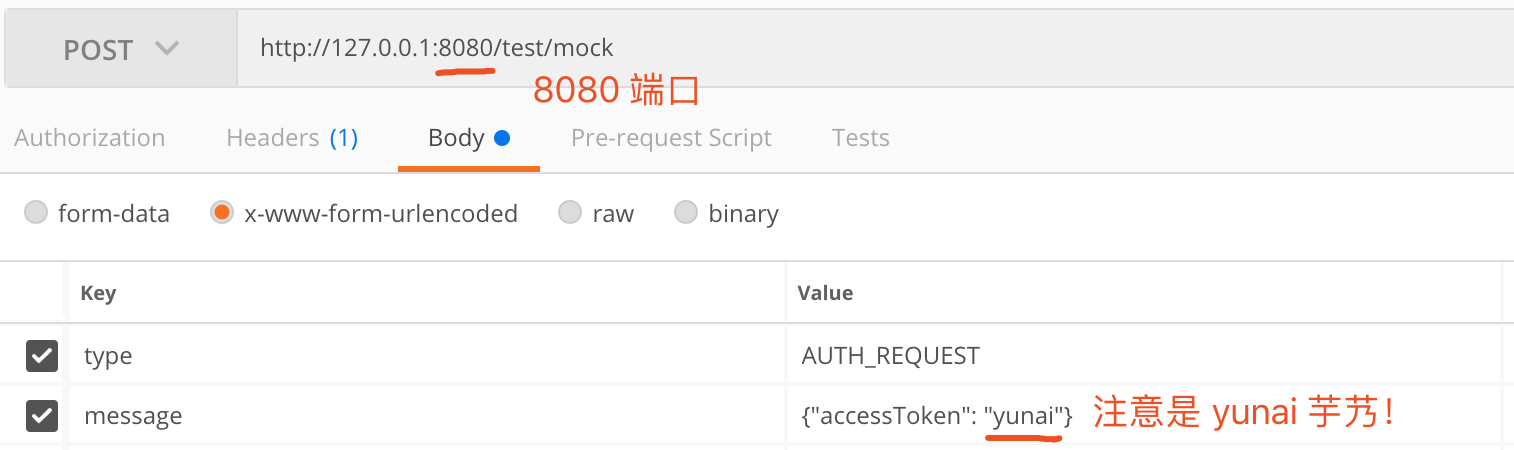 POST http://127.0.0.1:8080/test/mock
8080 端口
Authorization Headers (1) Body Pre-request Script Tests
form-data x-www-form-urlencoded raw binary
Key Value
type AUTH_REQUEST
message {"accessToken": "yunai"} 注意是 yunai 芋艿！